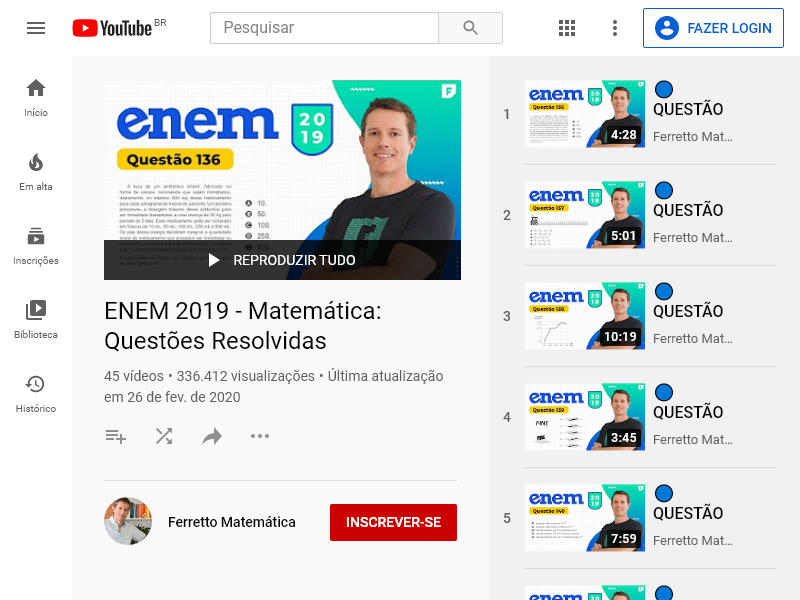 YouTube BR
Pesquisar
FAZER LOGIN
Início
Em alta
Inscrições
Biblioteca
Histórico
enem
2019
Questão 136
A 10.
B 50.
C 100.
D 250.
REPRODUZIR TUDO
ENEM 2019 - Matemática:
Questões Resolvidas
45 vídeos • 336.412 visualizações • Última atualização
em 26 de fev. de 2020
Ferretto Matemática
INSCREVER-SE
1
enem
2019
Questão 136
4:28
QUESTÃO
Ferretto Mat...
2
enem
2019
Questão 137
5:01
QUESTÃO
Ferretto Mat...
3
enem
2019
Questão 138
10:19
QUESTÃO
Ferretto Mat...
4
enem
2019
Questão 139
PINE
3:45
QUESTÃO
Ferretto Mat...
5
enem
2019
Questão 140
7:59
QUESTÃO
Ferretto Mat...
enem